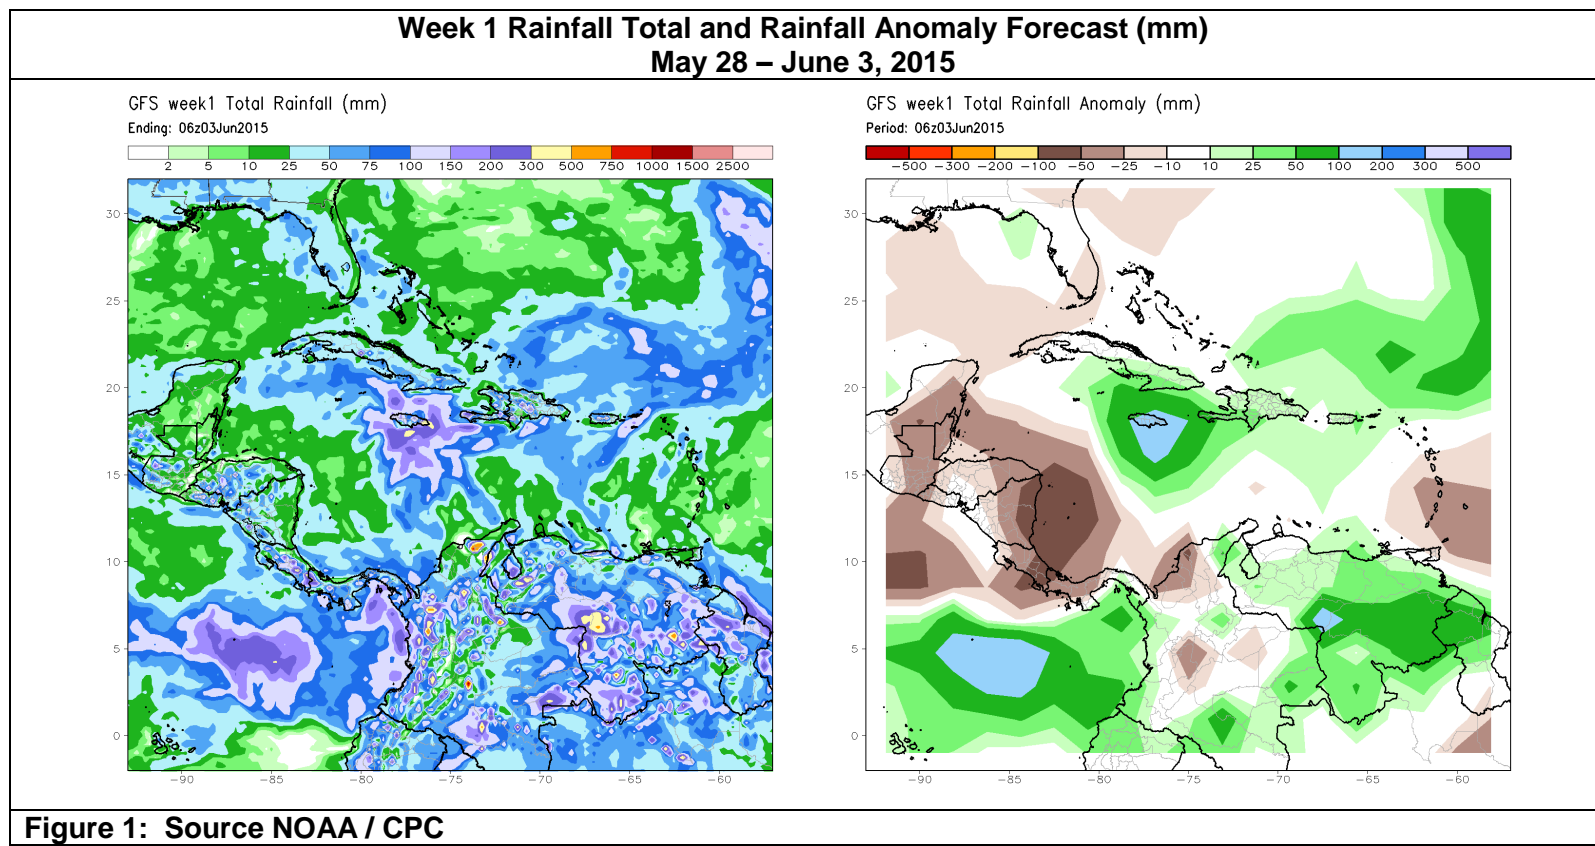 Week 1 Rainfall Total and Rainfall Anomaly Forecast (mm)
May 28 – June 3, 2015
GFS week1 Total Rainfall (mm)
Ending: 06z03Jun2015
2 5 10 25 50 75 100 150 200 300 500 750 1000 1500 2500
30
25
20
15
10
5
0
−90 −85 −80 −75 −70 −65 −60
GFS week1 Total Rainfall Anomaly (mm)
Period: 06z03Jun2015
−500 −300 −200 −100 −50 −25 −10 10 25 50 100 200 300 500
30
25
20
15
10
5
0
−90 −85 −80 −75 −70 −65 −60
Figure 1: Source NOAA / CPC